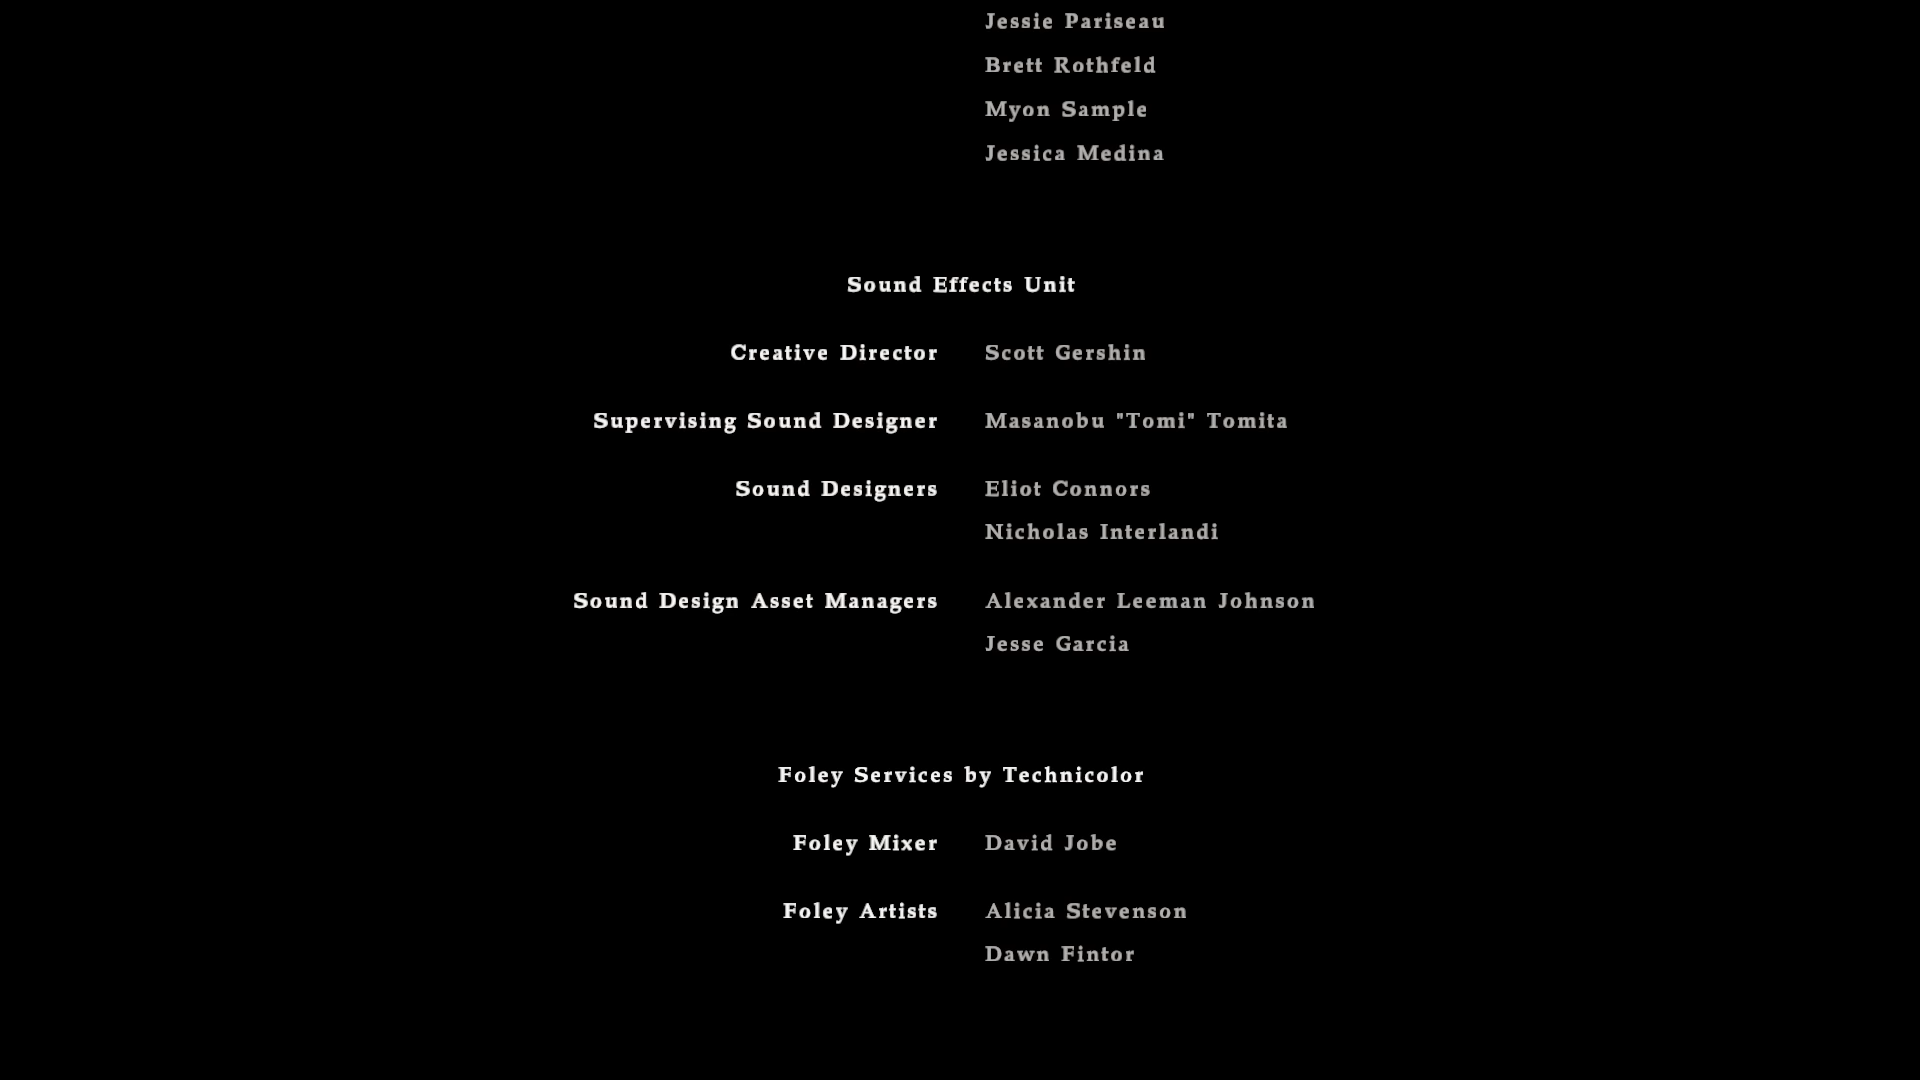 Jessie Pariseau
Brett Rothfeld
Myon Sample
Jessica Medina
Sound Effects Unit
Creative Director Scott Gershin
Supervising Sound Designer Masanobu "Tomi" Tomita
Sound Designers Eliot Connors
Nicholas Interlandi
Sound Design Asset Managers Alexander Leeman Johnson
Jesse Garcia
Foley Services by Technicolor
Foley Mixer David Jobe
Foley Artists Alicia Stevenson
Dawn Fintor